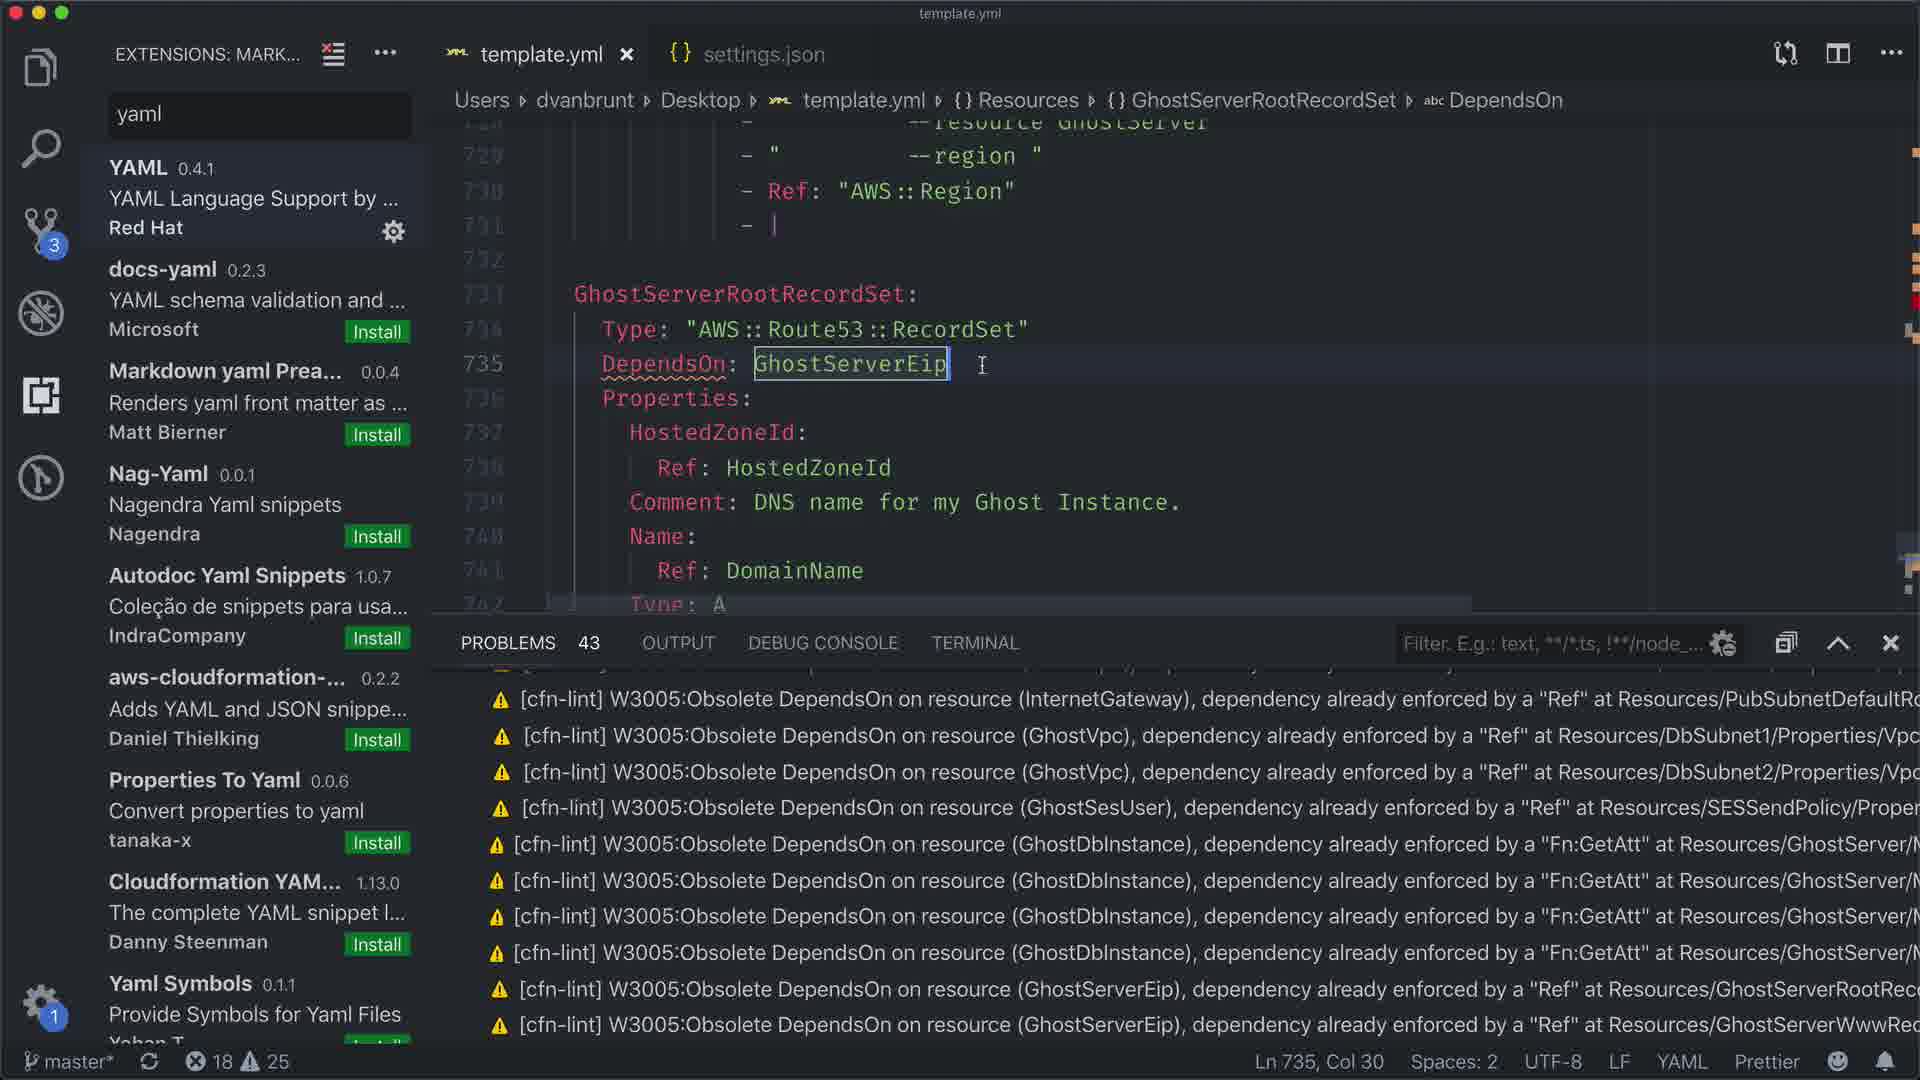 template.yml
EXTENSIONS: MARK...
template.yml
settings.json
yaml
Users dvanbrunt Desktop template.yml {} Resources {} GhostServerRootRecordSet abc DependsOn
YAML 0.4.1
YAML Language Support by ...
Red Hat
docs-yaml 0.2.3
YAML schema validation and ...
Microsoft Install
Markdown yaml Prea... 0.0.4
Renders yaml front matter as ...
Matt Bierner Install
Nag-Yaml 0.0.1
Nagendra Yaml snippets
Nagendra Install
Autodoc Yaml Snippets 1.0.7
Coleção de snippets para usa...
IndraCompany Install
aws-cloudformation-... 0.2.2
Adds YAML and JSON snippe...
Daniel Thielking Install
Properties To Yaml 0.0.6
Convert properties to yaml
tanaka-x Install
Cloudformation YAM... 1.13.0
The complete YAML snippet l...
Danny Steenman Install
Yaml Symbols 0.1.1
Provide Symbols for Yaml Files
- --resource GhostServer
729 - " --region "
730 - Ref: "AWS::Region"
731 - |
732
733 GhostServerRootRecordSet:
734 Type: "AWS::Route53::RecordSet"
735 DependsOn: GhostServerEip
736 Properties:
737 HostedZoneId:
738 Ref: HostedZoneId
739 Comment: DNS name for my Ghost Instance.
740 Name:
741 Ref: DomainName
742 Type: A
PROBLEMS 43 OUTPUT DEBUG CONSOLE TERMINAL Filter. E.g.: text, **/*.ts, !**/node_...
[cfn-lint] W3005:Obsolete DependsOn on resource (InternetGateway), dependency already enforced by a "Ref" at Resources/PubSubnetDefaultRo
[cfn-lint] W3005:Obsolete DependsOn on resource (GhostVpc), dependency already enforced by a "Ref" at Resources/DbSubnet1/Properties/Vpc
[cfn-lint] W3005:Obsolete DependsOn on resource (GhostVpc), dependency already enforced by a "Ref" at Resources/DbSubnet2/Properties/Vpc
[cfn-lint] W3005:Obsolete DependsOn on resource (GhostSesUser), dependency already enforced by a "Ref" at Resources/SESSendPolicy/Proper
[cfn-lint] W3005:Obsolete DependsOn on resource (GhostDbInstance), dependency already enforced by a "Fn:GetAtt" at Resources/GhostServer/M
[cfn-lint] W3005:Obsolete DependsOn on resource (GhostDbInstance), dependency already enforced by a "Fn:GetAtt" at Resources/GhostServer/M
[cfn-lint] W3005:Obsolete DependsOn on resource (GhostDbInstance), dependency already enforced by a "Fn:GetAtt" at Resources/GhostServer/M
[cfn-lint] W3005:Obsolete DependsOn on resource (GhostDbInstance), dependency already enforced by a "Fn:GetAtt" at Resources/GhostServer/M
[cfn-lint] W3005:Obsolete DependsOn on resource (GhostServerEip), dependency already enforced by a "Ref" at Resources/GhostServerRootRec
[cfn-lint] W3005:Obsolete DependsOn on resource (GhostServerEip), dependency already enforced by a "Ref" at Resources/GhostServerWwwRec
3
1
master* 18 25 Ln 735, Col 30 Spaces: 2 UTF-8 LF YAML Prettier